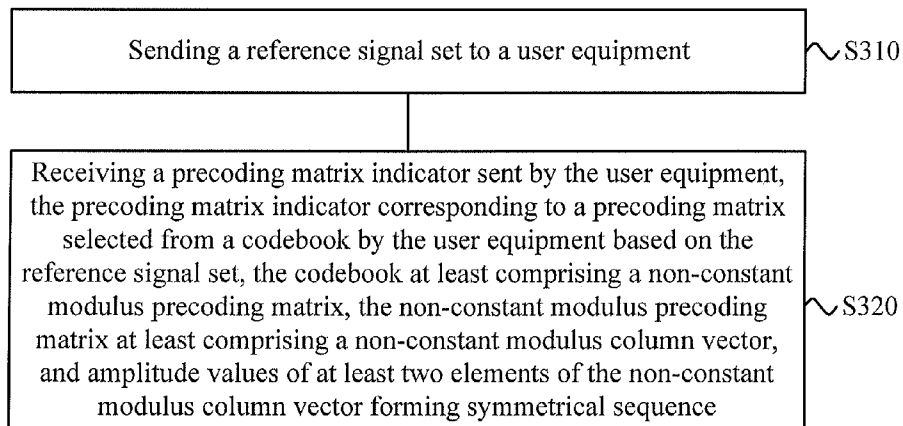 Sending a reference signal set to a user equipment
S310
Receiving a precoding matrix indicator sent by the user equipment,
the precoding matrix indicator corresponding to a precoding matrix
selected from a codebook by the user equipment based on the
reference signal set, the codebook at least comprising a non-constant
modulus precoding matrix, the non-constant modulus precoding
matrix at least comprising a non-constant modulus column vector,
and amplitude values of at least two elements of the non-constant
modulus column vector forming symmetrical sequence
S320